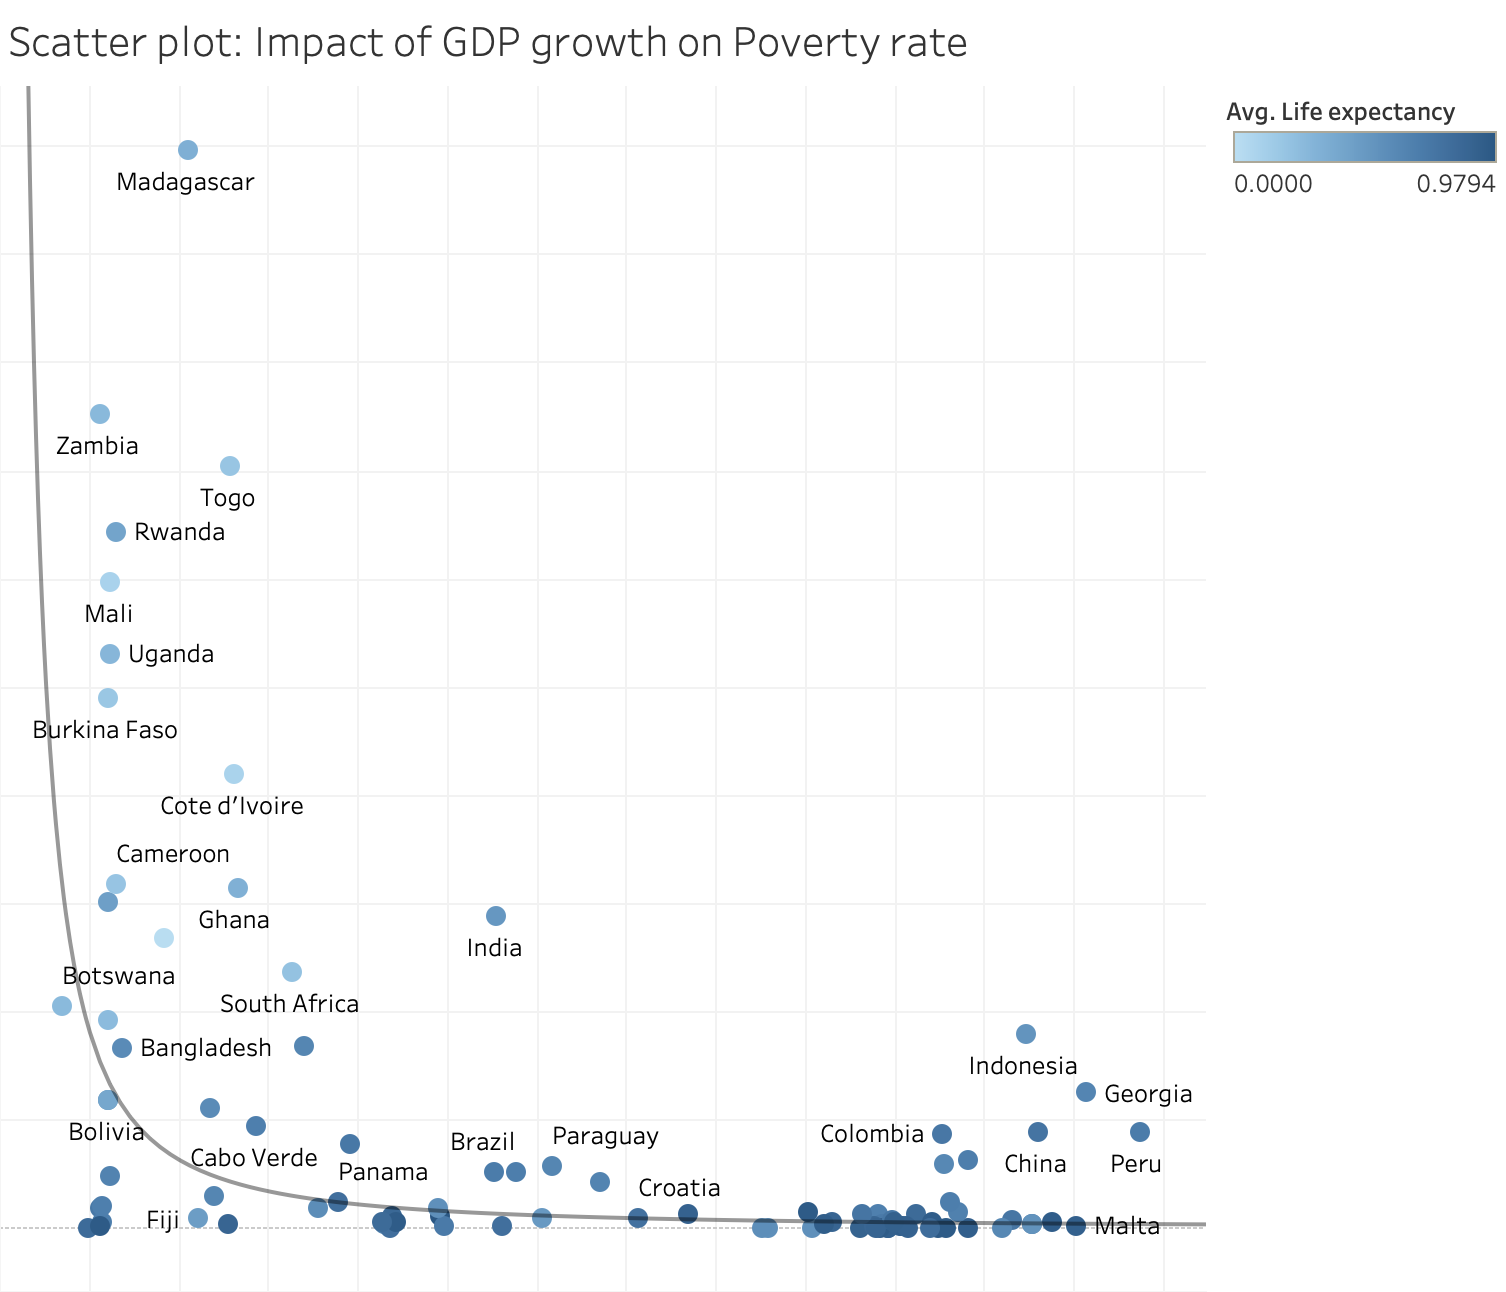 Scatter plot: Impact of GDP growth on Poverty rate
Avg. Life expectancy
0.0000 0.9794
Madagascar
Zambia
Togo
Rwanda
Mali
Uganda
Burkina Faso
Cote d'Ivoire
Cameroon
Ghana
India
Botswana
South Africa
Bangladesh
Indonesia
Georgia
Bolivia
Colombia
Brazil
Paraguay
Cabo Verde
China
Peru
Panama
Croatia
Fiji
Malta